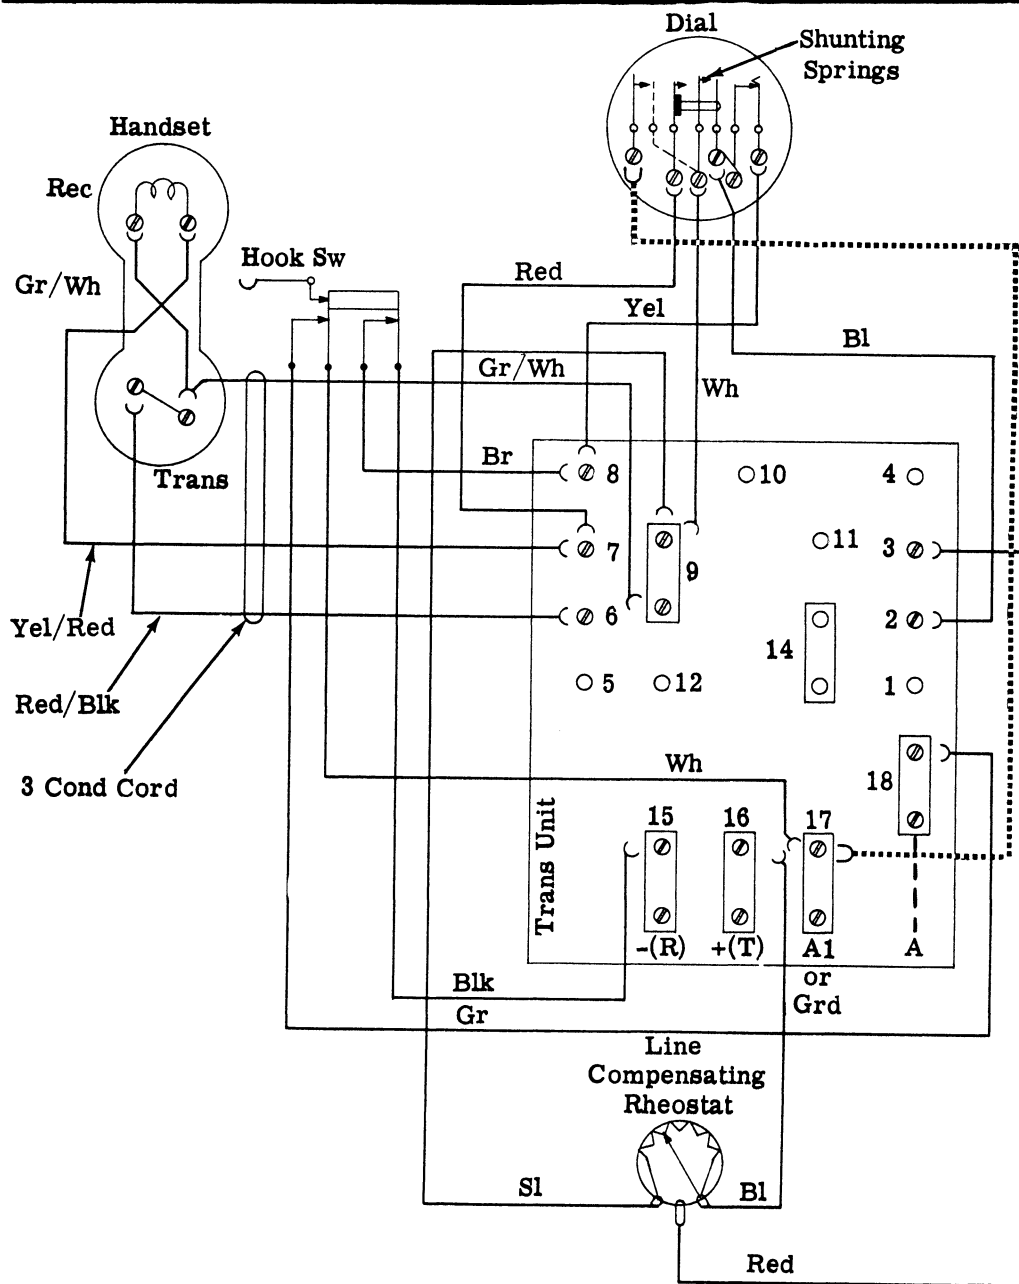 Dial
Shunting
Springs
Handset
Rec
Hook Sw
Gr/Wh
Red
Yel
Bl
Gr/Wh
Wh
Br
8
10
4
Trans
7
11
3
9
6
2
14
Yel/Red
5
12
1
Red/Blk
Wh
18
3 Cond Cord
15
16
17
Trans Unit
-(R)
+(T)
A1
A
or
Grd
Blk
Gr
Line
Compensating
Rheostat
Sl
Bl
Red